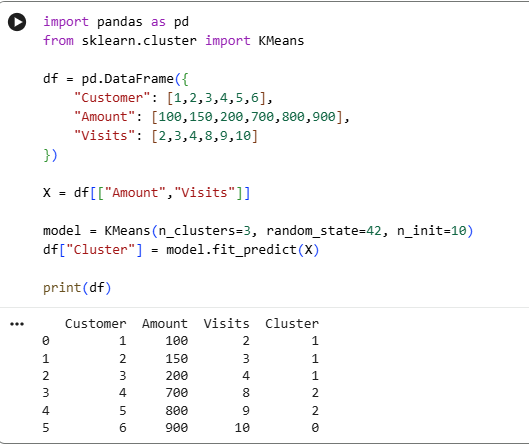 import pandas as pd
from sklearn.cluster import KMeans
df = pd.DataFrame({
    "Customer": [1,2,3,4,5,6],
    "Amount": [100,150,200,700,800,900],
    "Visits": [2,3,4,8,9,10]
})
X = df[["Amount","Visits"]]
model = KMeans(n_clusters=3, random_state=42, n_init=10)
df["Cluster"] = model.fit_predict(X)
print(df)
   Customer  Amount  Visits  Cluster
0         1     100       2        1
1         2     150       3        1
2         3     200       4        1
3         4     700       8        2
4         5     800       9        2
5         6     900      10        0